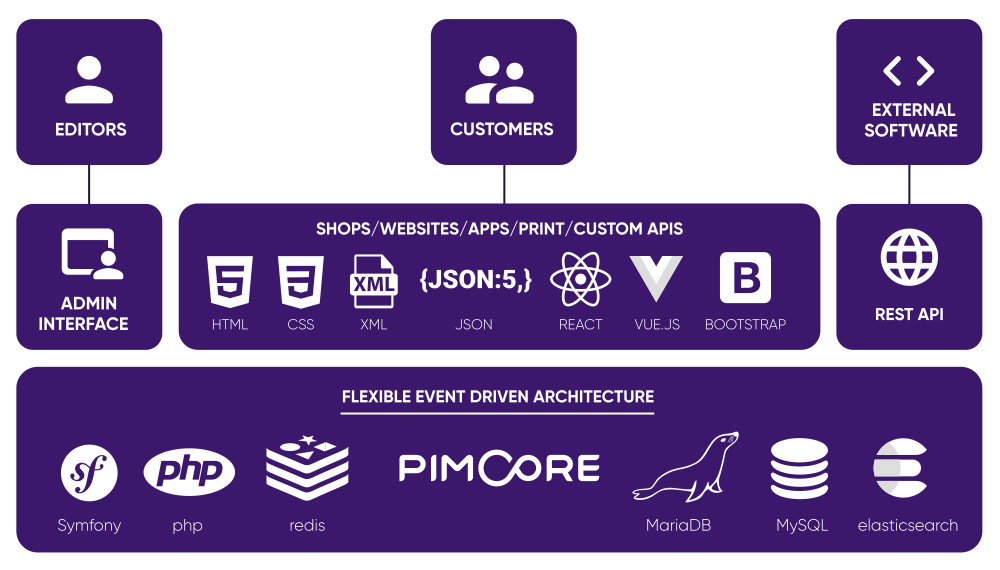 EDITORS
CUSTOMERS
EXTERNAL
SOFTWARE
ADMIN
INTERFACE
SHOPS/WEBSITES/APPS/PRINT/CUSTOM APIS
5
HTML
3
CSS
XML
XML
{JSON:5,}
JSON
REACT
VUE.JS
B
BOOTSTRAP
REST API
FLEXIBLE EVENT DRIVEN ARCHITECTURE
sf
Symfony
php
php
redis
PIMCORE
MariaDB
MySQL
elasticsearch